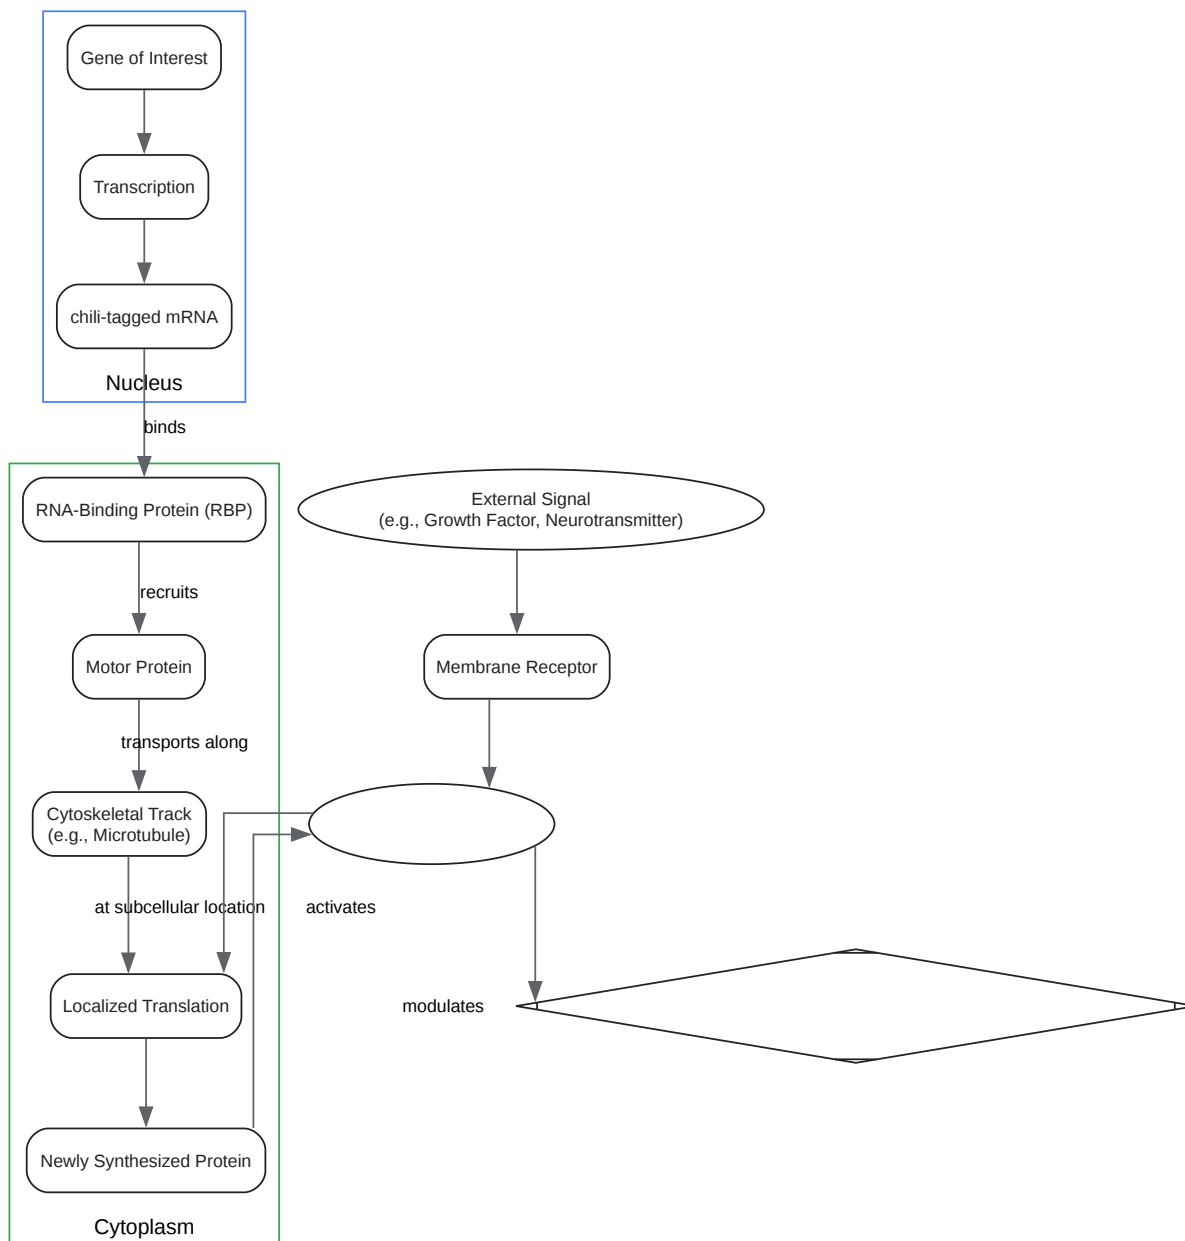 Gene of Interest
Transcription
chili-tagged mRNA
Nucleus
binds
RNA-Binding Protein (RBP)
External Signal
(e.g., Growth Factor, Neurotransmitter)
recruits
Motor Protein
Membrane Receptor
transports along
Cytoskeletal Track
(e.g., Microtubule)
at subcellular location
activates
Localized Translation
modulates
Newly Synthesized Protein
Cytoplasm